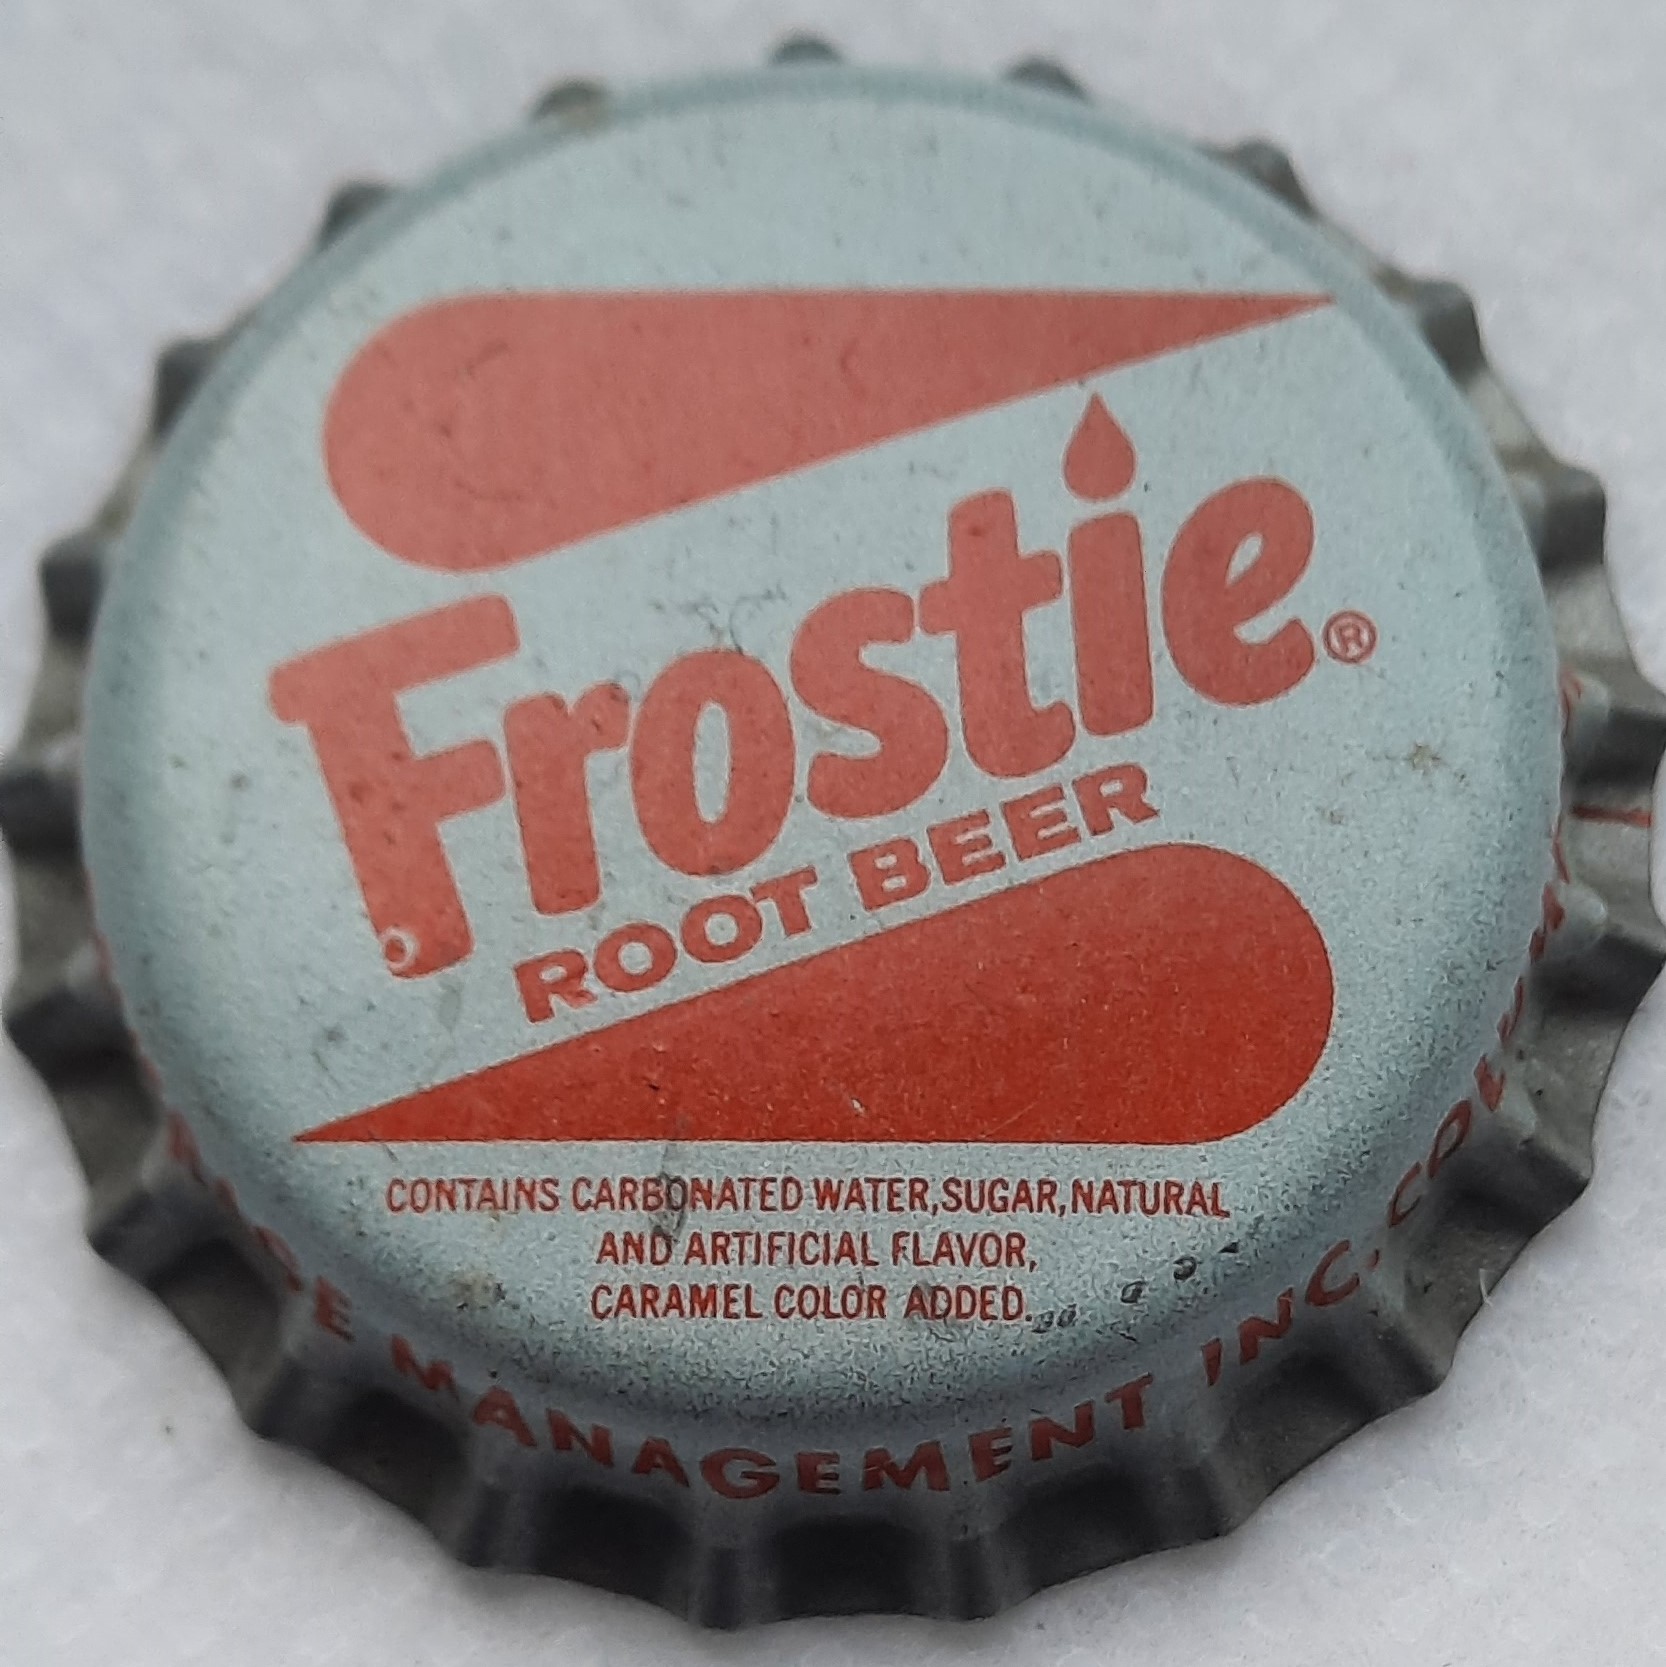 Frostie®
ROOT BEER
CONTAINS CARBONATED WATER, SUGAR, NATURAL
AND ARTIFICIAL FLAVOR,
CARAMEL COLOR ADDED.
MANAGEMENT INC.